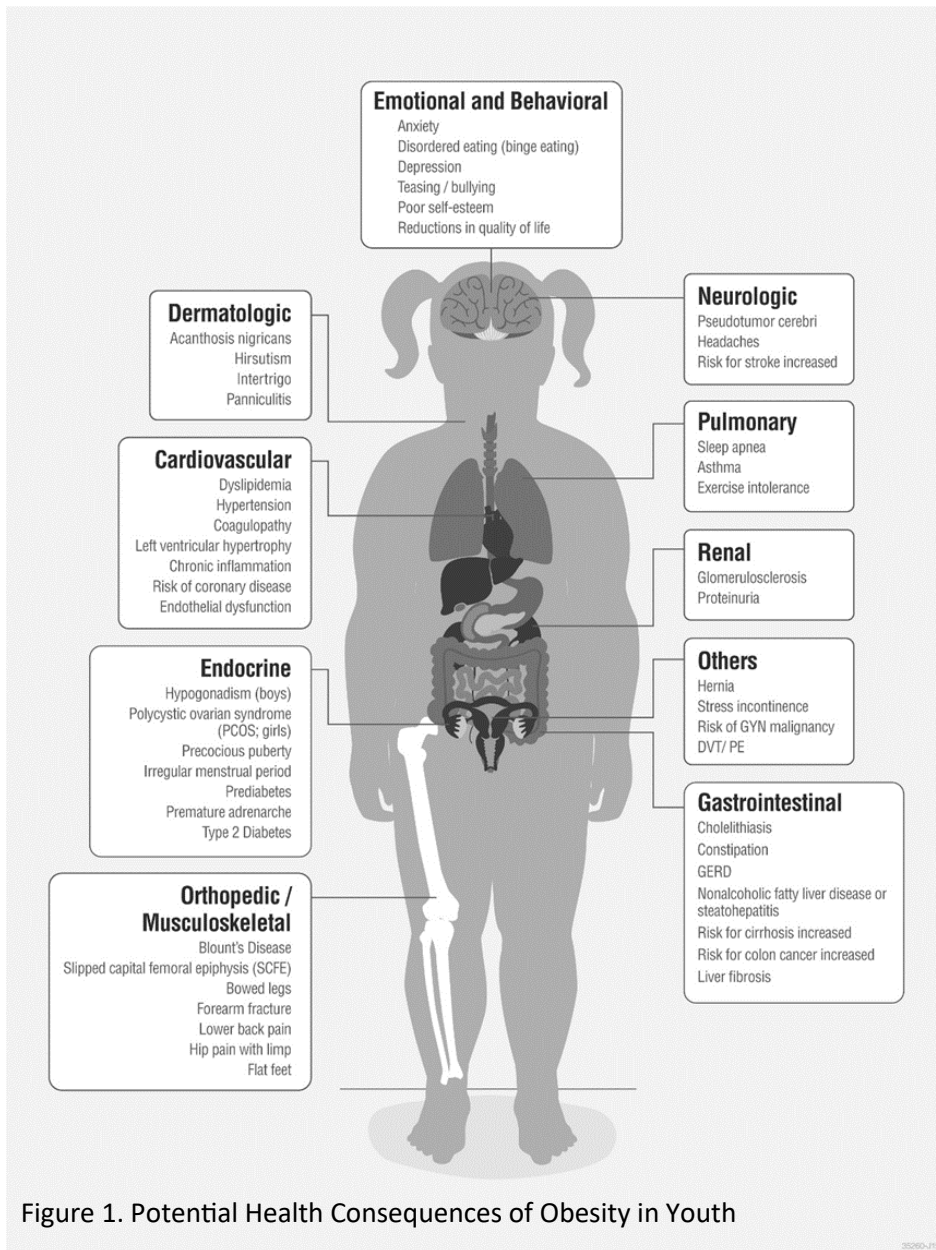 Emotional and Behavioral
Anxiety
Disordered eating (binge eating)
Depression
Teasing / bullying
Poor self-esteem
Reductions in quality of life
Dermatologic
Acanthosis nigricans
Hirsutism
Intertrigo
Panniculitis
Cardiovascular
Dyslipidemia
Hypertension
Coagulopathy
Left ventricular hypertrophy
Chronic inflammation
Risk of coronary disease
Endothelial dysfunction
Endocrine
Hypogonadism (boys)
Polycystic ovarian syndrome
(PCOS; girls)
Precocious puberty
Irregular menstrual period
Prediabetes
Premature adrenarche
Type 2 Diabetes
Orthopedic /
Musculoskeletal
Blount's Disease
Slipped capital femoral epiphysis (SCFE)
Bowed legs
Forearm fracture
Lower back pain
Hip pain with limp
Flat feet
Neurologic
Pseudotumor cerebri
Headaches
Risk for stroke increased
Pulmonary
Sleep apnea
Asthma
Exercise intolerance
Renal
Glomerulosclerosis
Proteinuria
Others
Hernia
Stress incontinence
Risk of GYN malignancy
DVT/ PE
Gastrointestinal
Cholelithiasis
Constipation
GERD
Nonalcoholic fatty liver disease or
steatohepatitis
Risk for cirrhosis increased
Risk for colon cancer increased
Liver fibrosis
Figure 1. Potential Health Consequences of Obesity in Youth
35260-JY